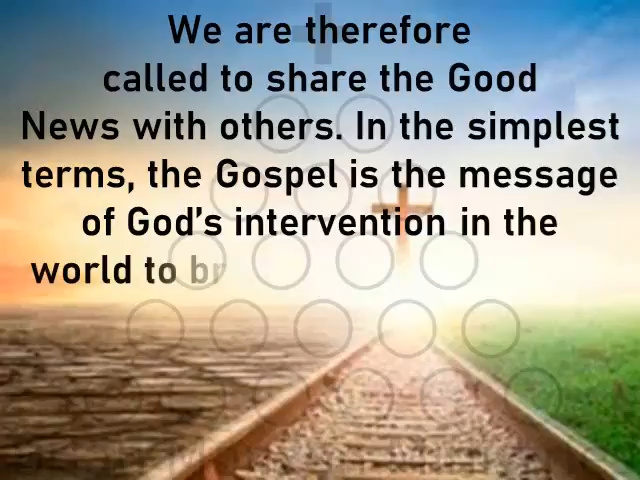 We are therefore
called to share the Good
News with others. In the simplest
terms, the Gospel is the message
of God’s intervention in the
world to br